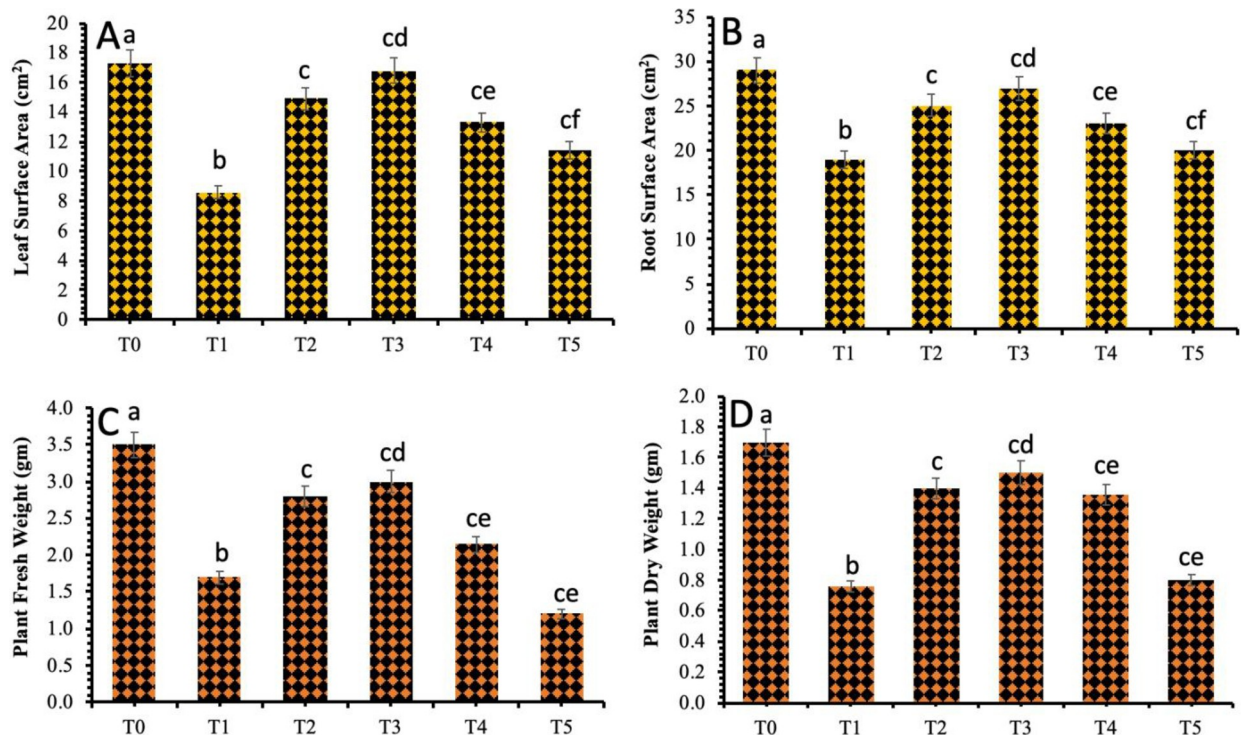 A
Leaf Surface Area (cm²)
20
18
16
14
12
10
8
6
4
2
0
a
b
c
cd
ce
cf
T0 T1 T2 T3 T4 T5
B
Root Surface Area (cm²)
35
30
25
20
15
10
5
0
a
b
c
cd
ce
cf
T0 T1 T2 T3 T4 T5
C
Plant Fresh Weight (gm)
4.0
3.5
3.0
2.5
2.0
1.5
1.0
0.5
0.0
a
b
c
cd
ce
ce
T0 T1 T2 T3 T4 T5
D
Plant Dry Weight (gm)
2.0
1.8
1.6
1.4
1.2
1.0
0.8
0.6
0.4
0.2
0.0
a
b
c
cd
ce
ce
T0 T1 T2 T3 T4 T5